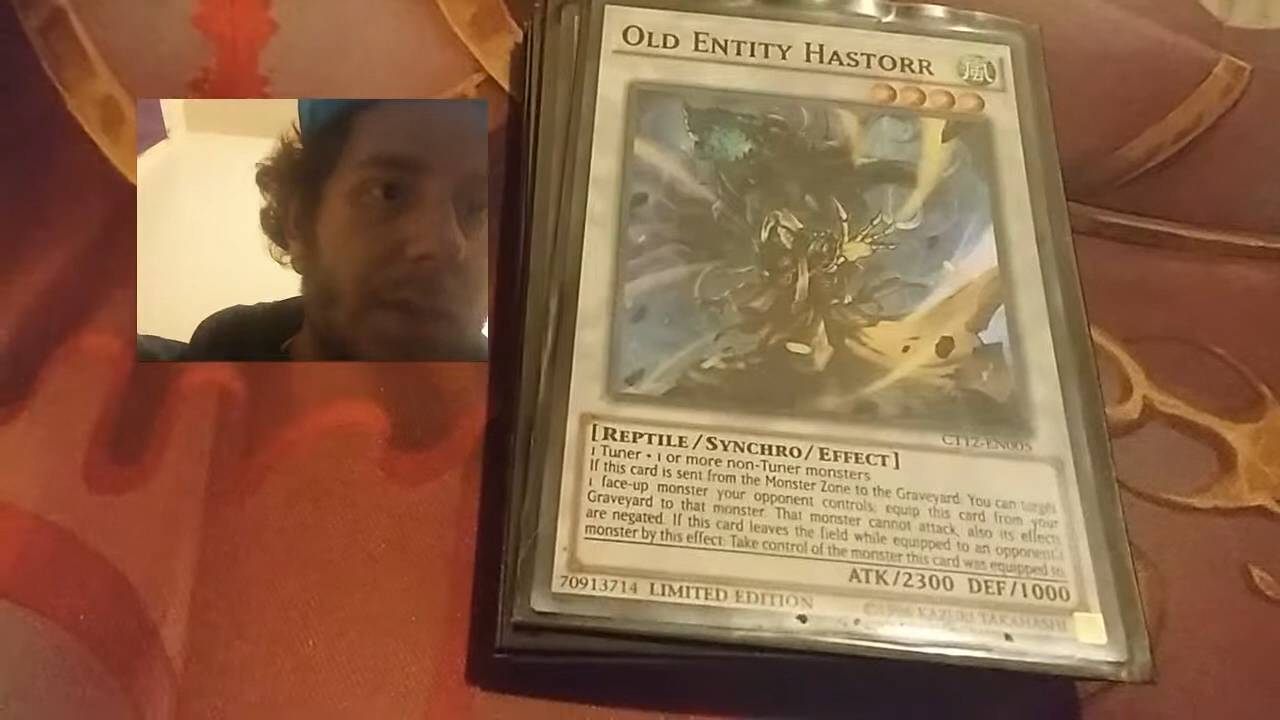 OLD ENTITY HASTORR
風
CT12-EN005
[REPTILE/SYNCHRO/EFFECT]
1 Tuner + 1 or more non-Tuner monsters
If this card is sent from the Monster Zone to the Graveyard: You can target
1 face-up monster your opponent controls; equip this card from your
Graveyard to that monster. That monster cannot attack, also its effects
are negated. If this card leaves the field while equipped to an opponent's
monster by this effect: Take control of the monster this card was equipped to.
ATK/2300 DEF/1000
70913714 LIMITED EDITION ©1996 KAZUKI TAKAHASHI